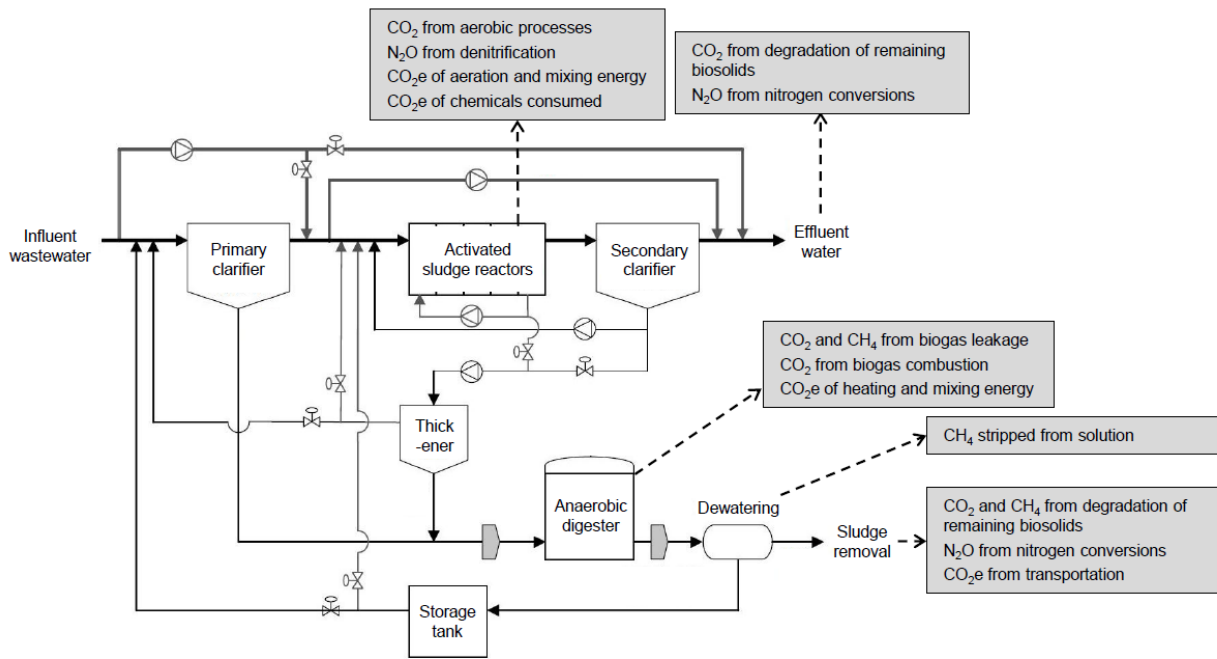 CO₂ from aerobic processes
N₂O from denitrification
CO₂e of aeration and mixing energy
CO₂e of chemicals consumed
CO₂ from degradation of remaining
biosolids
N₂O from nitrogen conversions
Influent
wastewater
Primary
clarifier
Activated
sludge reactors
Secondary
clarifier
Effluent
water
CO₂ and CH₄ from biogas leakage
CO₂ from biogas combustion
CO₂e of heating and mixing energy
Thick
-ener
CH₄ stripped from solution
Anaerobic
digester
Dewatering
Sludge
removal
CO₂ and CH₄ from degradation of
remaining biosolids
N₂O from nitrogen conversions
CO₂e from transportation
Storage
tank